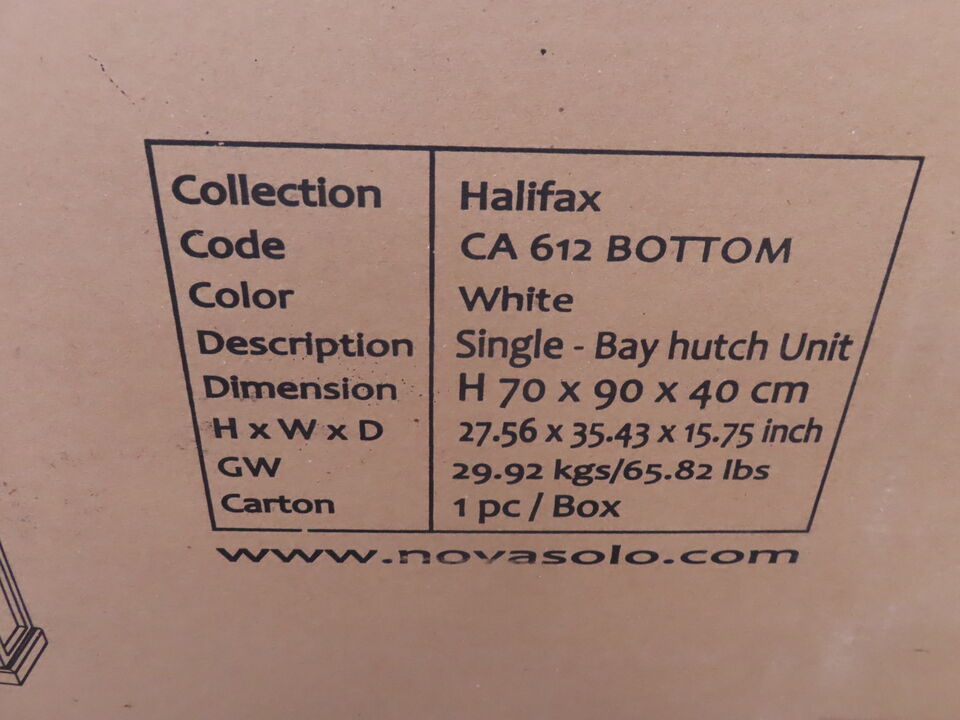 Collection Halifax
Code CA 612 BOTTOM
Color White
Description Single - Bay hutch Unit
Dimension H 70 x 90 x 40 cm
H x W x D 27.56 x 35.43 x 15.75 inch
GW 29.92 kgs/65.82 lbs
Carton 1 pc / Box
www.novasolo.com